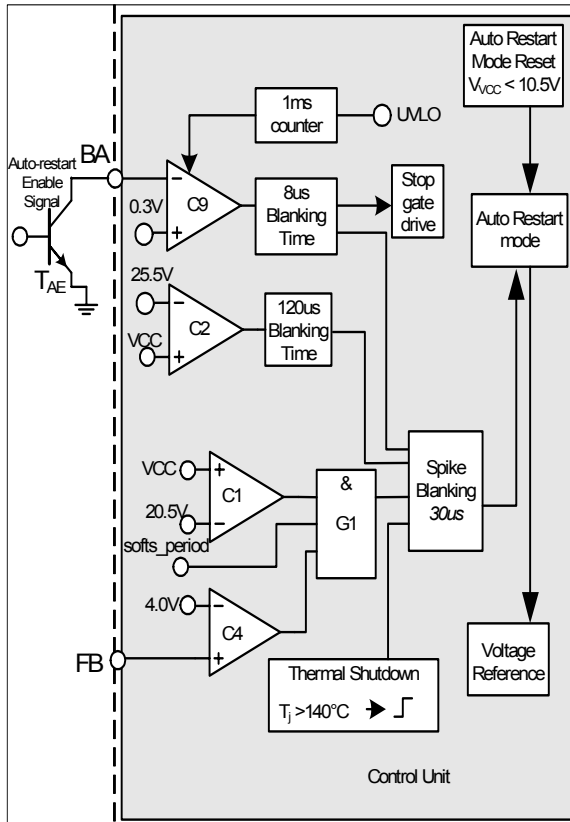 Auto Restart
Mode Reset
VVCC < 10.5V
1ms
counter
UVLO
BA
Auto-restart
Enable
Signal
TAE
0.3V
C9
8us
Blanking
Time
Stop
gate
drive
Auto Restart
mode
25.5V
VCC
C2
120us
Blanking
Time
VCC
20.5V
C1
softs_period
&
G1
Spike
Blanking
30us
4.0V
C4
FB
Thermal Shutdown
Tj >140°C
Voltage
Reference
Control Unit